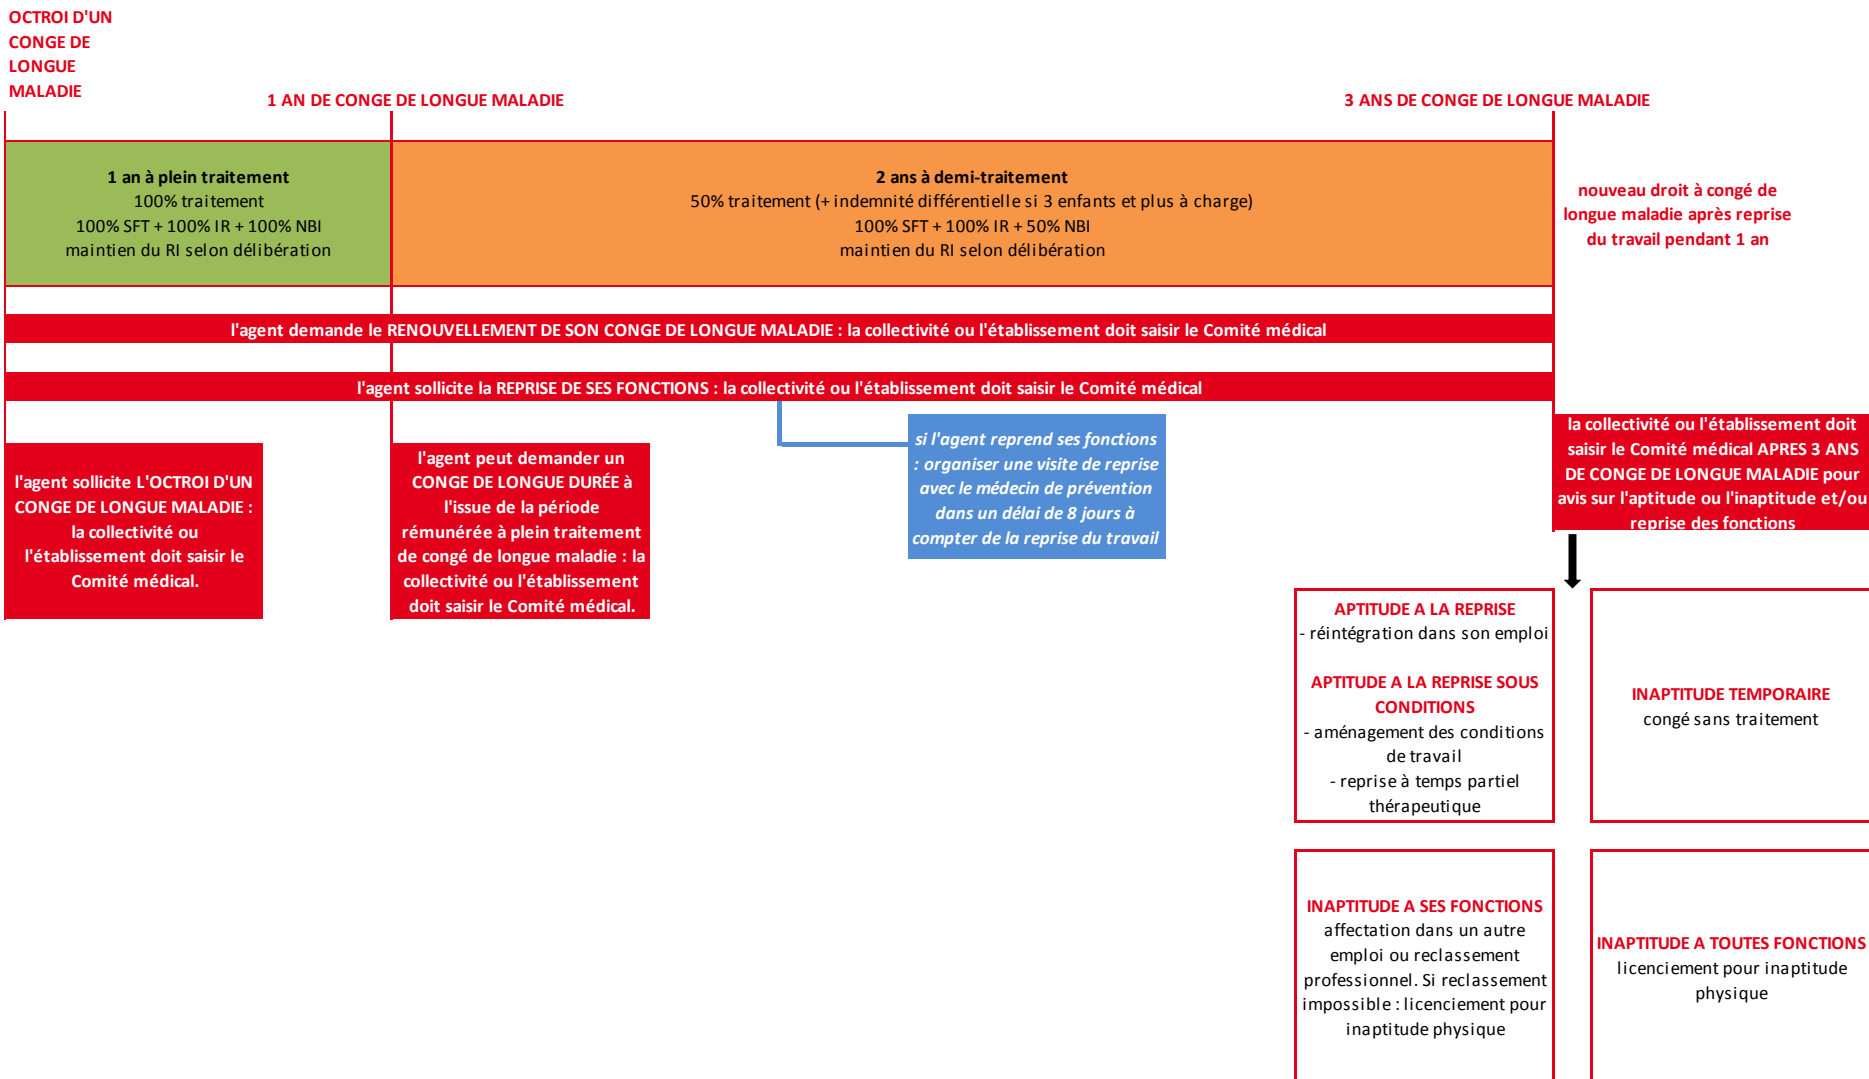 OCTROI D'UN
CONGE DE
LONGUE
MALADIE
1 AN DE CONGE DE LONGUE MALADIE
3 ANS DE CONGE DE LONGUE MALADIE
1 an à plein traitement
100% traitement
100% SFT + 100% IR + 100% NBI
maintien du RI selon délibération
2 ans à demi-traitement
50% traitement (+ indemnité différentielle si 3 enfants et plus à charge)
100% SFT + 100% IR + 50% NBI
maintien du RI selon délibération
nouveau droit à congé de
longue maladie après reprise
du travail pendant 1 an
l'agent demande le RENOUVELLEMENT DE SON CONGE DE LONGUE MALADIE : la collectivité ou l'établissement doit saisir le Comité médical
l'agent sollicite la REPRISE DE SES FONCTIONS : la collectivité ou l'établissement doit saisir le Comité médical
l'agent sollicite L'OCTROI D'UN
CONGE DE LONGUE MALADIE :
la collectivité ou
l'établissement doit saisir le
Comité médical.
l'agent peut demander un
CONGE DE LONGUE DURÉE à
l'issue de la période
rémunérée à plein traitement
de congé de longue maladie : la
collectivité ou l'établissement
doit saisir le Comité médical.
si l'agent reprend ses fonctions
: organiser une visite de reprise
avec le médecin de prévention
dans un délai de 8 jours à
compter de la reprise du travail
la collectivité ou l'établissement doit
saisir le Comité médical APRES 3 ANS
DE CONGE DE LONGUE MALADIE pour
avis sur l'aptitude ou l'inaptitude et/ou
reprise des fonctions
APTITUDE A LA REPRISE
- réintégration dans son emploi
APTITUDE A LA REPRISE SOUS
CONDITIONS
- aménagement des conditions
de travail
- reprise à temps partiel
thérapeutique
INAPTITUDE TEMPORAIRE
congé sans traitement
INAPTITUDE A SES FONCTIONS
affectation dans un autre
emploi ou reclassement
professionnel. Si reclassement
impossible : licenciement pour
inaptitude physique
INAPTITUDE A TOUTES FONCTIONS
licenciement pour inaptitude
physique